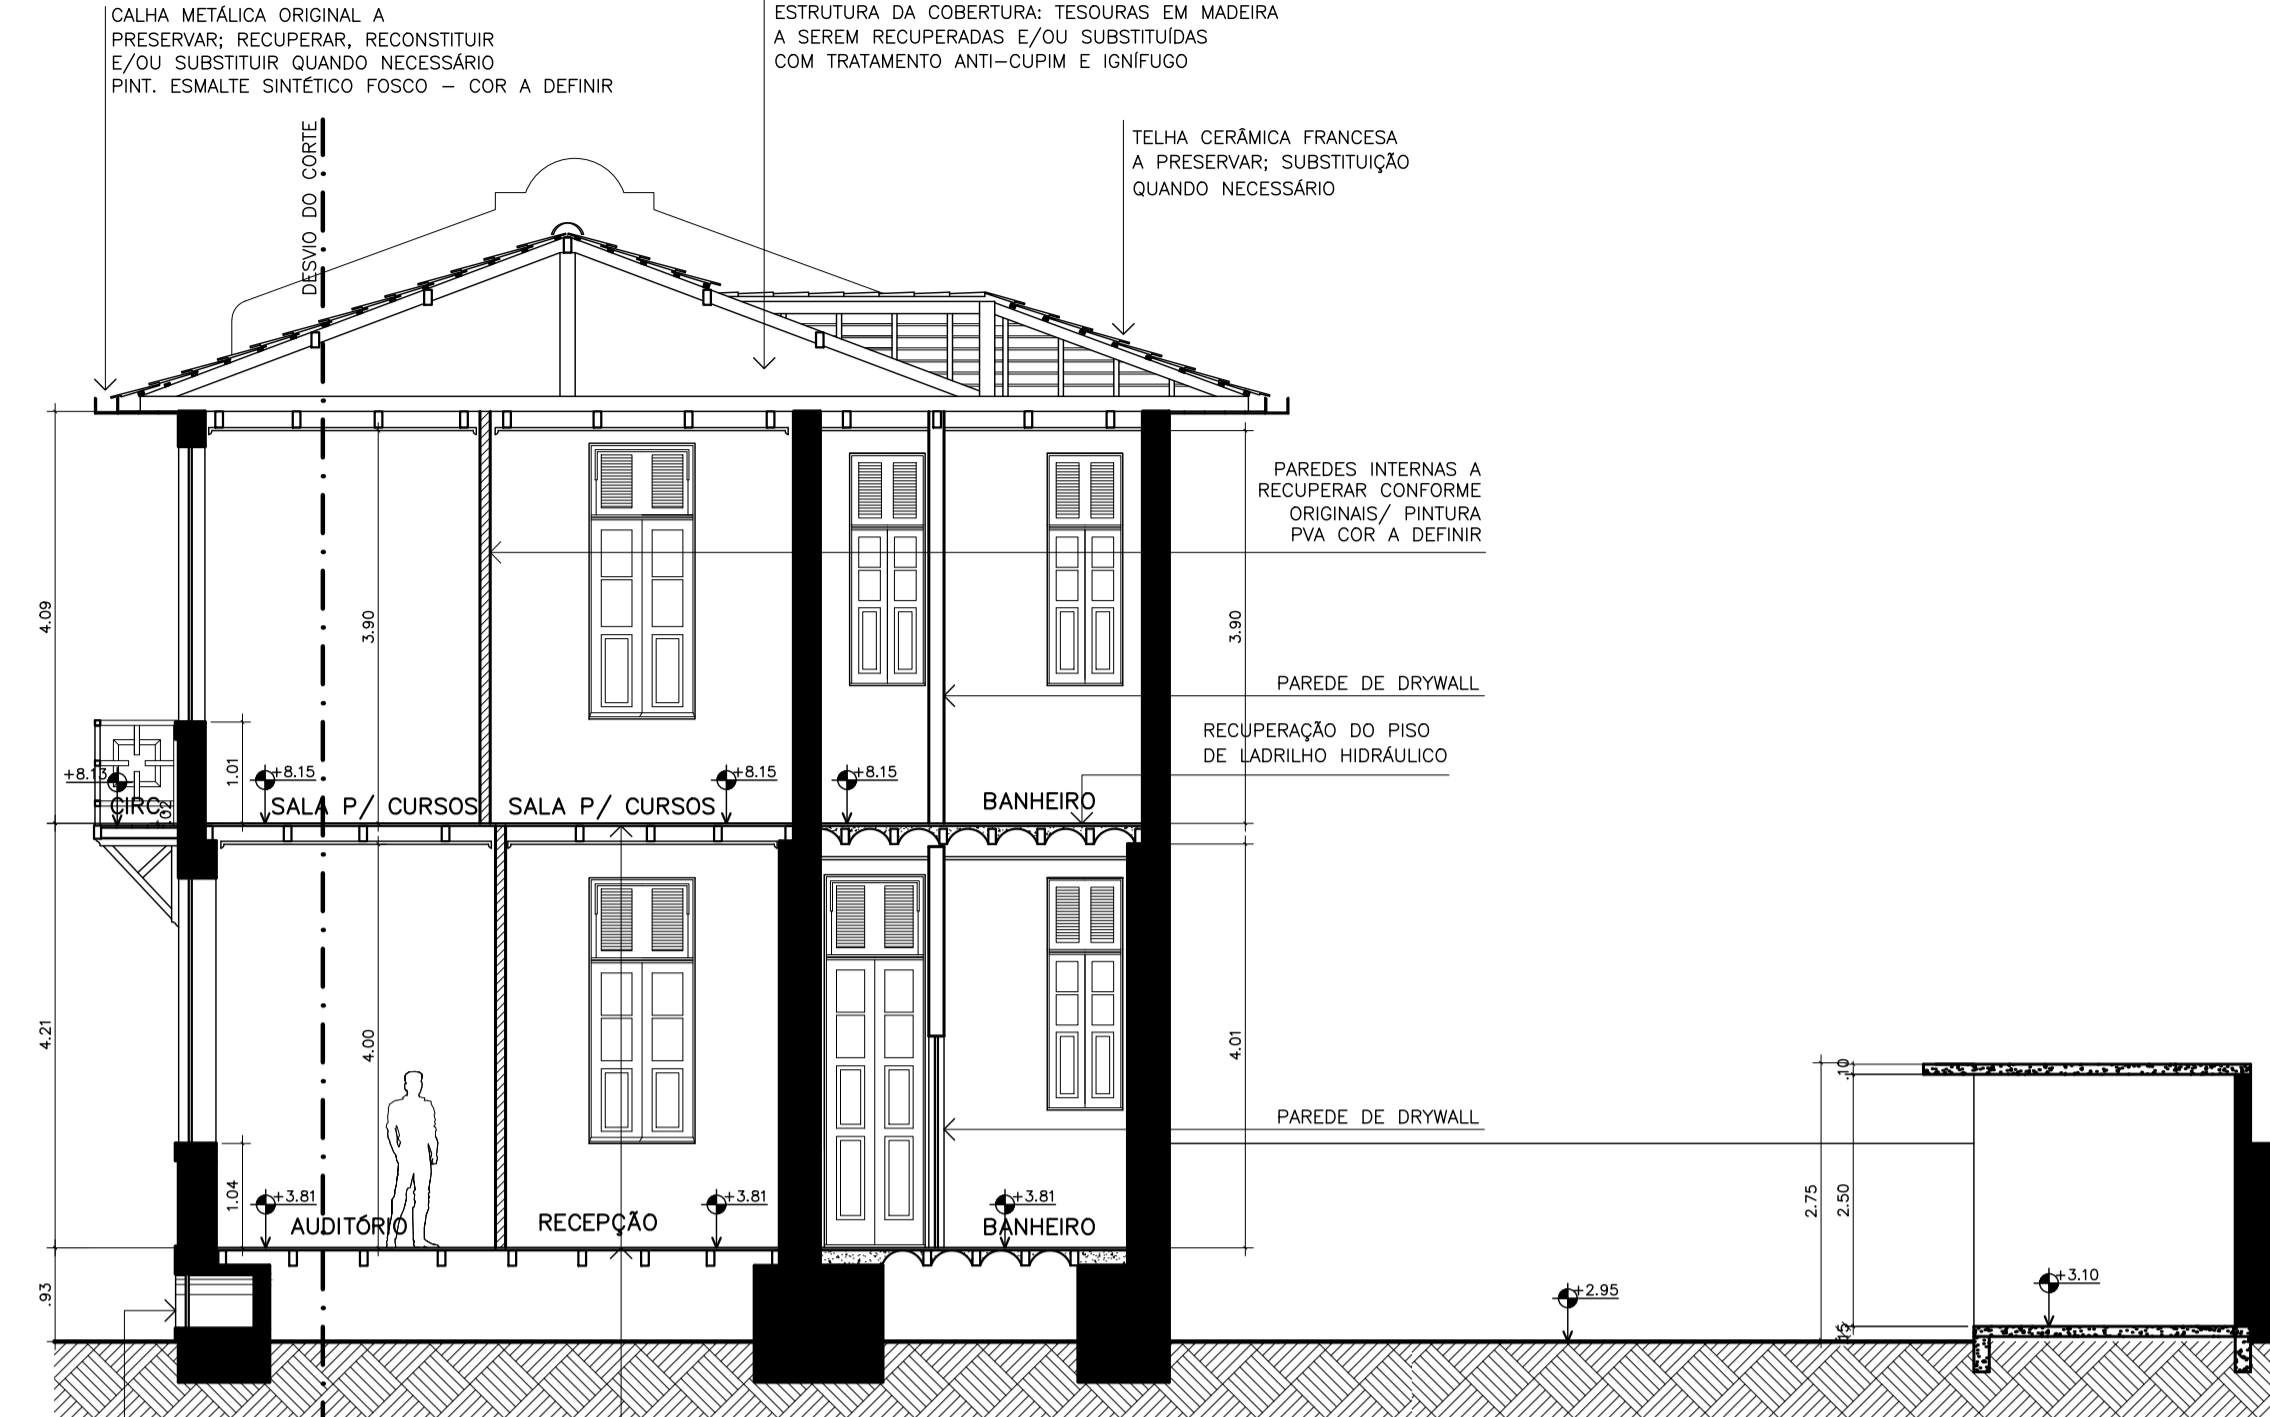 CALHA METÁLICA ORIGINAL A
PRESERVAR; RECUPERAR, RECONSTITUIR
E/OU SUBSTITUIR QUANDO NECESSÁRIO
PINT. ESMALTE SINTÉTICO FOSCO – COR A DEFINIR
ESTRUTURA DA COBERTURA: TESOURAS EM MADEIRA
A SEREM RECUPERADAS E/OU SUBSTITUÍDAS
COM TRATAMENTO ANTI–CUPIM E IGNÍFUGO
DESVIO DO CORTE
TELHA CERÂMICA FRANCESA
A PRESERVAR; SUBSTITUIÇÃO
QUANDO NECESSÁRIO
PAREDES INTERNAS A
RECUPERAR CONFORME
ORIGINAIS/ PINTURA
PVA COR A DEFINIR
4.09
3.90
3.90
PAREDE DE DRYWALL
RECUPERAÇÃO DO PISO
DE LADRILHO HIDRÁULICO
+8.13
1.01
+8.15
+8.15
+8.15
CIRC.
.02
SALA P/ CURSOS
SALA P/ CURSOS
BANHEIRO
4.21
4.00
4.01
PAREDE DE DRYWALL
.10
2.75
2.50
1.04
+3.81
+3.81
+3.81
AUDITÓRIO
RECEPÇÃO
BANHEIRO
.93
+2.95
+3.10
.15